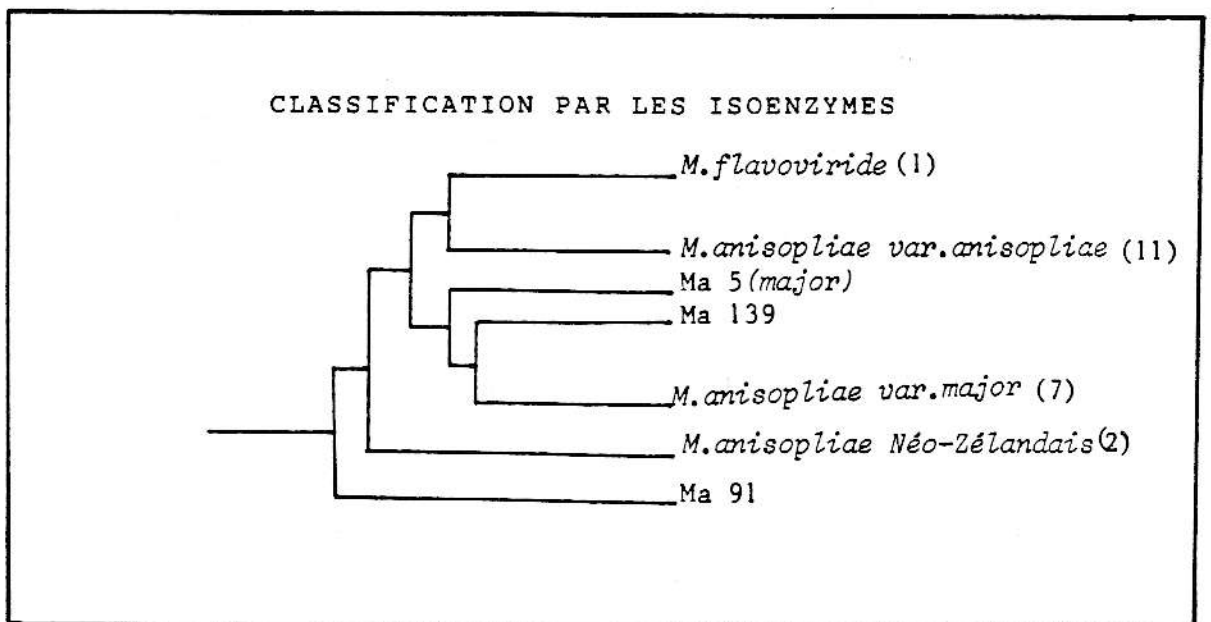 CLASSIFICATION PAR LES ISOENZYMES
M.flavoviride (1)
M.anisopliae var.anisopliae (11)
Ma 5(major)
Ma 139
M.anisopliae var.major (7)
M.anisopliae Néo-Zélandais(2)
Ma 91